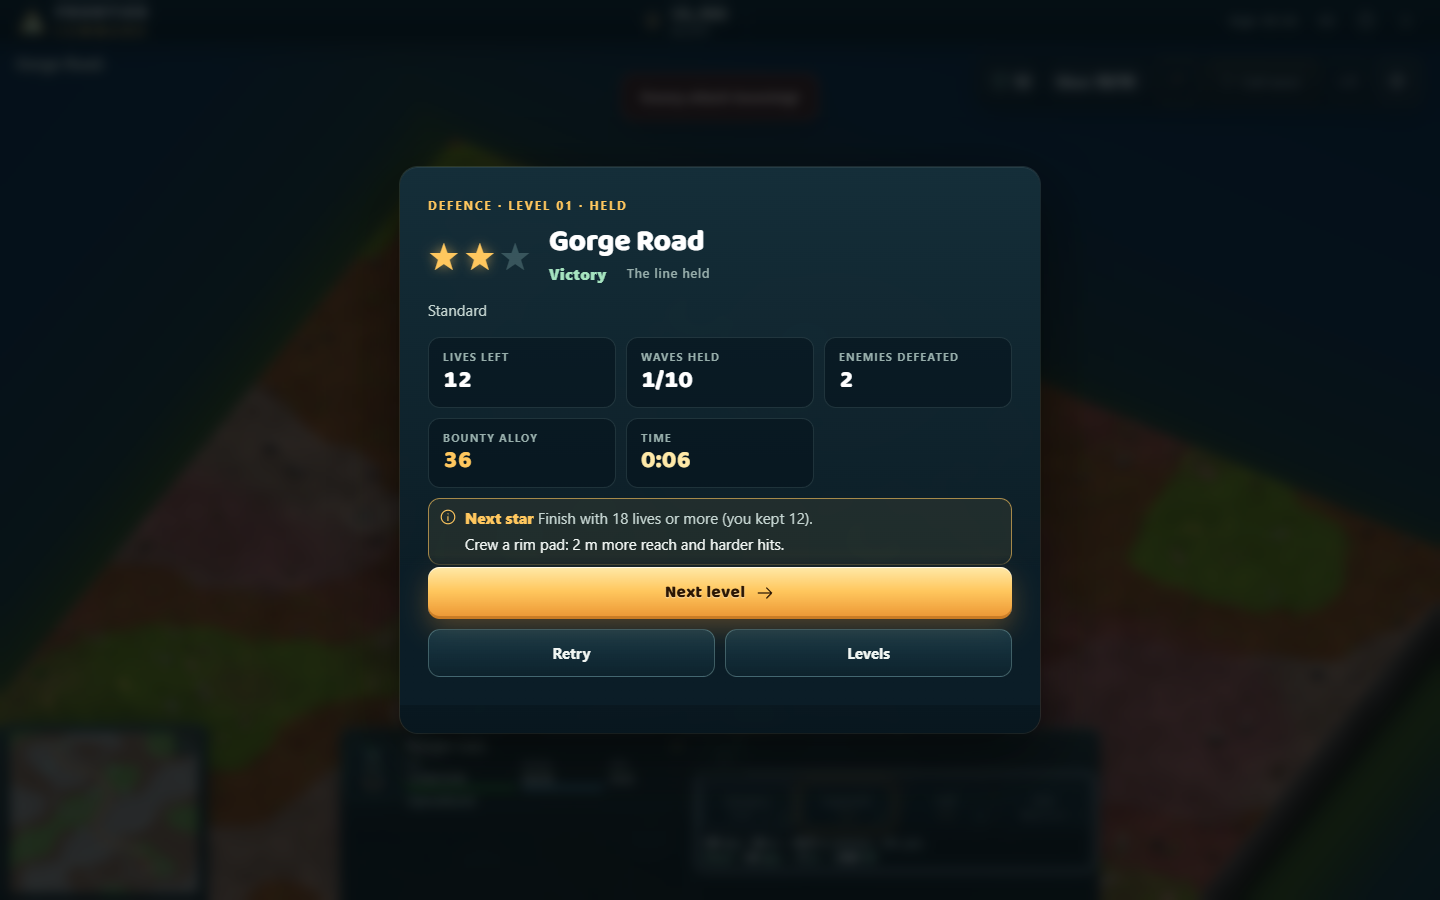 DEFENCE · LEVEL 01 · HELD
Gorge Road
Victory The line held
Standard
LIVES LEFT
12
WAVES HELD
1/10
ENEMIES DEFEATED
2
BOUNTY ALLOY
36
TIME
0:06
Next star Finish with 18 lives or more (you kept 12).
Crew a rim pad: 2 m more reach and harder hits.
Next level →
Retry
Levels